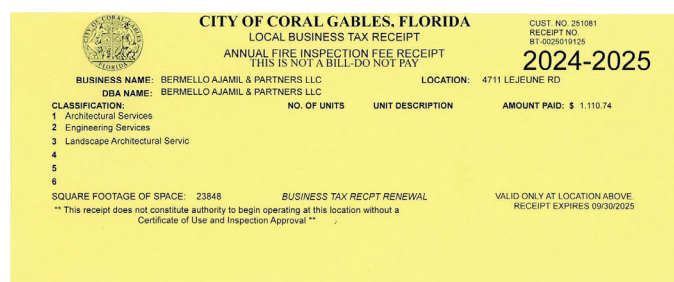 CITY OF CORAL GABLES
FLORIDA
CITY OF CORAL GABLES, FLORIDA
LOCAL BUSINESS TAX RECEIPT
ANNUAL FIRE INSPECTION FEE RECEIPT
THIS IS NOT A BILL-DO NOT PAY
CUST. NO. 251081
RECEIPT NO.
BT-0025019125
2024-2025
BUSINESS NAME: BERMELLO AJAMIL & PARTNERS LLC LOCATION: 4711 LEJEUNE RD
DBA NAME: BERMELLO AJAMIL & PARTNERS LLC
CLASSIFICATION: NO. OF UNITS UNIT DESCRIPTION AMOUNT PAID: $ 1,110.74
1 Architectural Services
2 Engineering Services
3 Landscape Architectural Servic
4
5
6
SQUARE FOOTAGE OF SPACE: 23848 BUSINESS TAX RECPT RENEWAL VALID ONLY AT LOCATION ABOVE.
** This receipt does not constitute authority to begin operating at this location without a RECEIPT EXPIRES 09/30/2025
Certificate of Use and Inspection Approval **